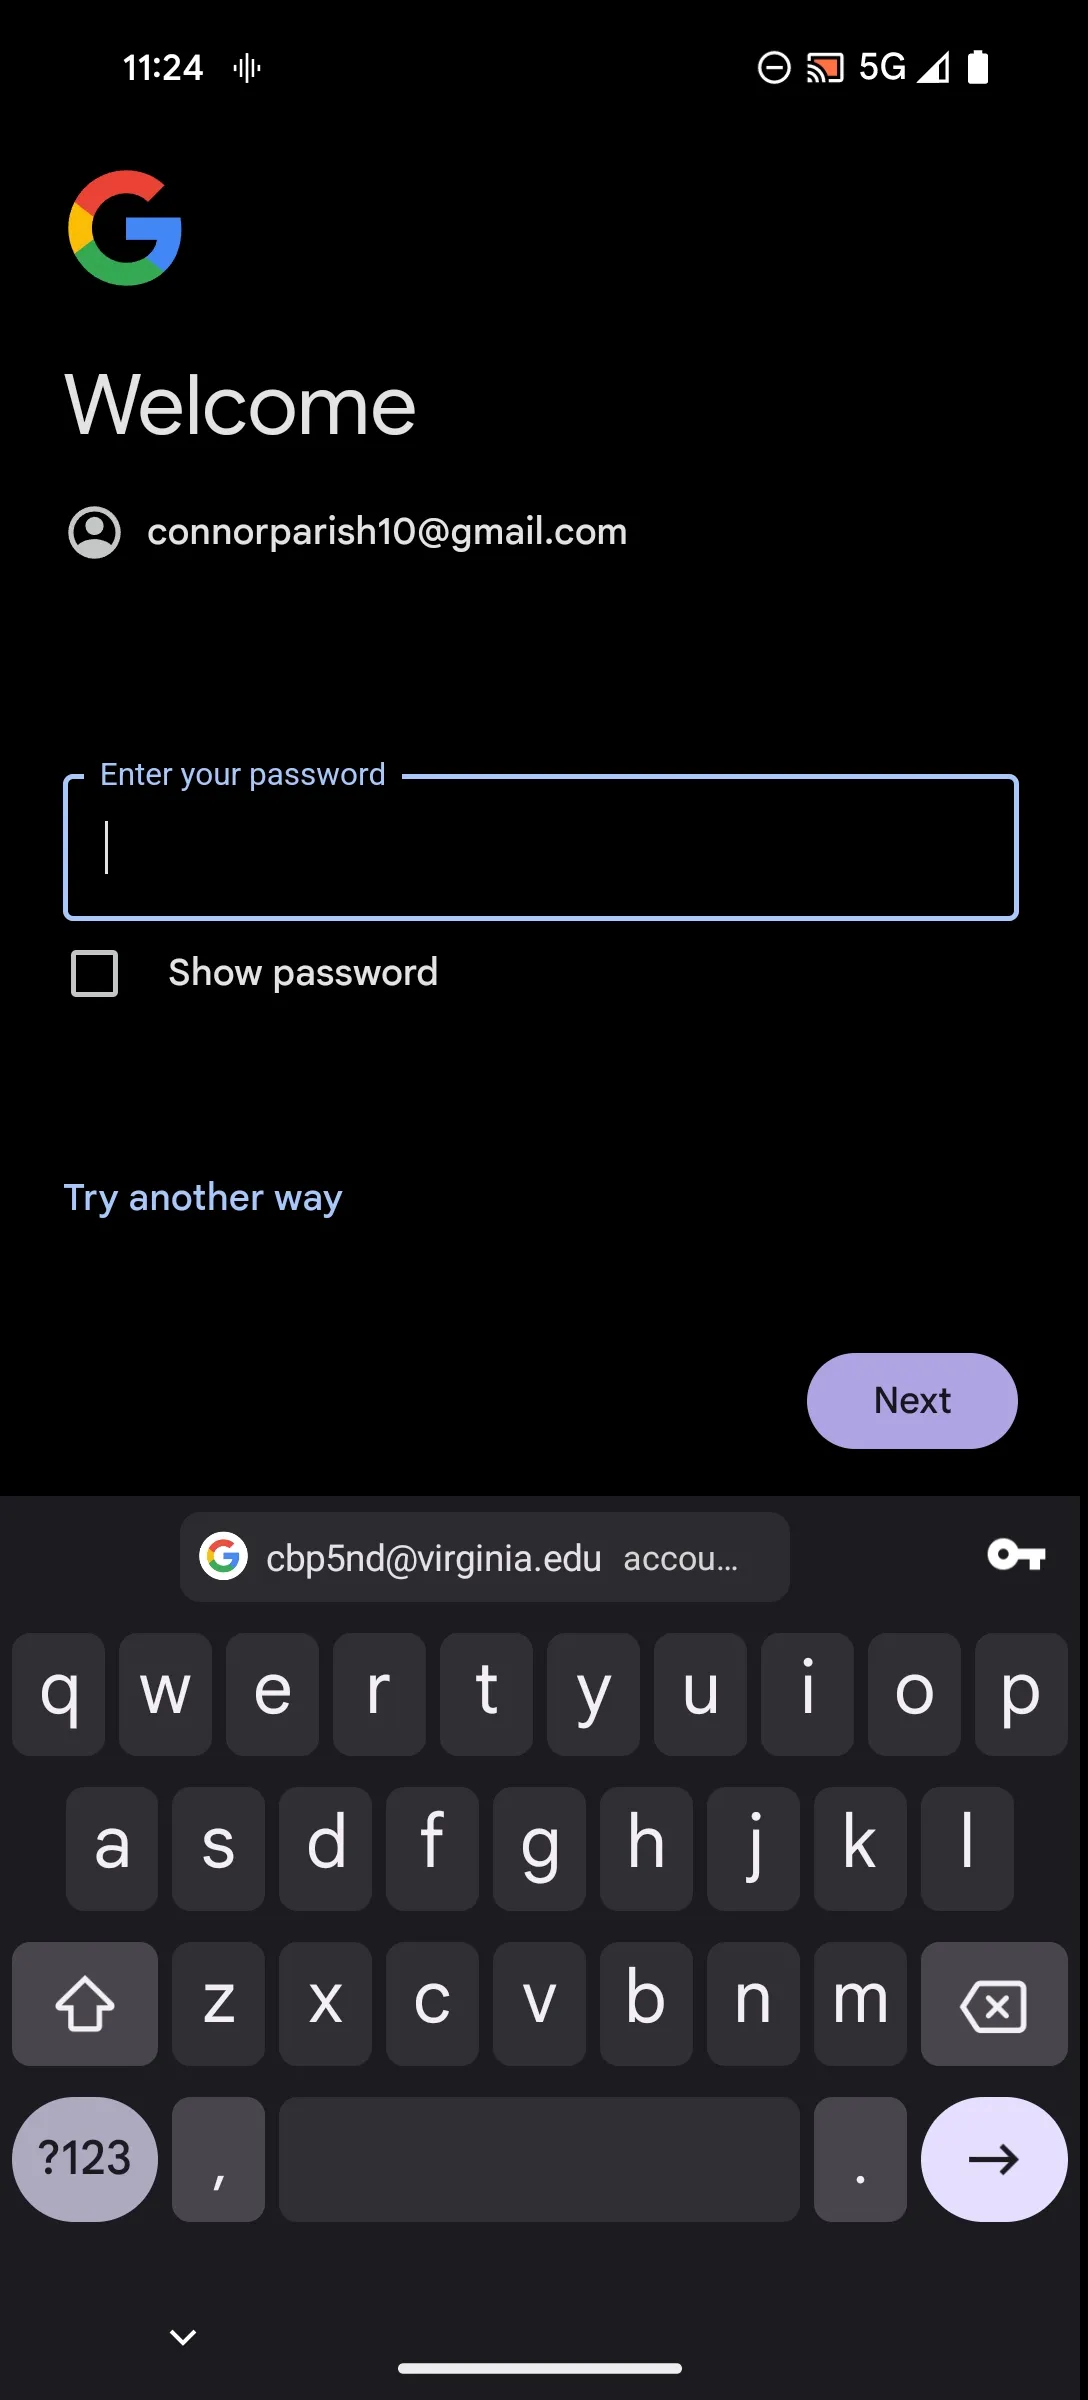 11:24 5G
Welcome
connorparish10@gmail.com
Enter your password
Show password
Try another way
Next
cbp5nd@virginia.edu accou...
q w e r t y u i o p
a s d f g h j k l
z x c v b n m
?123 , .